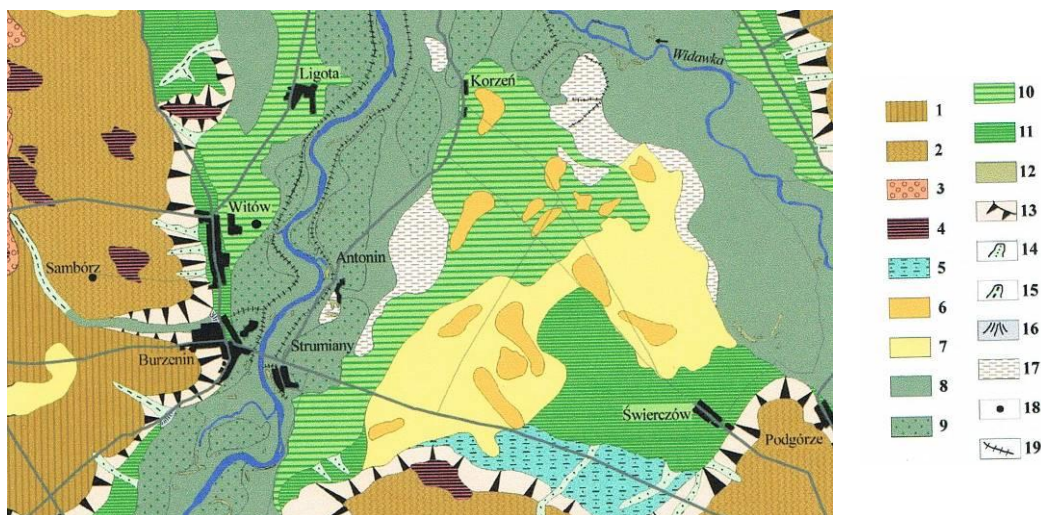 Widawka
Ligota
Korzeń
Witów
Sambórz
Antonin
Strumiany
Burzenin
Świerczów
Podgórze
1
2
3
4
5
6
7
8
9
10
11
12
13
14
15
16
17
18
19